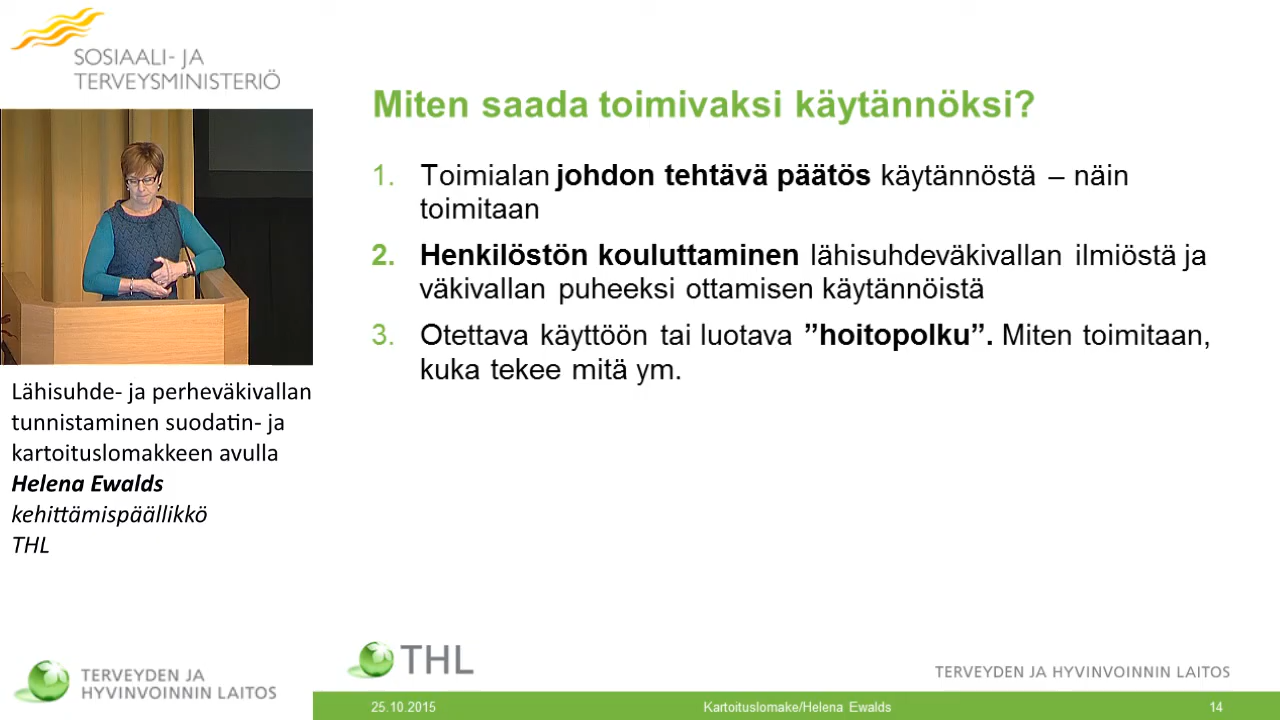 SOSIAALI- JA
TERVEYSMINISTERIÖ
Miten saada toimivaksi käytännöksi?
1. Toimialan johdon tehtävä päätös käytännöstä – näin
toimitaan
2. Henkilöstön kouluttaminen lähisuhdeväkivallan ilmiöstä ja
väkivallan puheeksi ottamisen käytännöistä
3. Otettava käyttöön tai luotava ”hoitopolku”. Miten toimitaan,
kuka tekee mitä ym.
Lähisuhde- ja perheväkivallan
tunnistaminen suodatin- ja
kartoituslomakkeen avulla
Helena Ewalds
kehittämispäällikkö
THL
TERVEYDEN JA
HYVINVOINNIN LAITOS
THL
TERVEYDEN JA HYVINVOINNIN LAITOS
25.10.2015
Kartoituslomake/Helena Ewalds
14